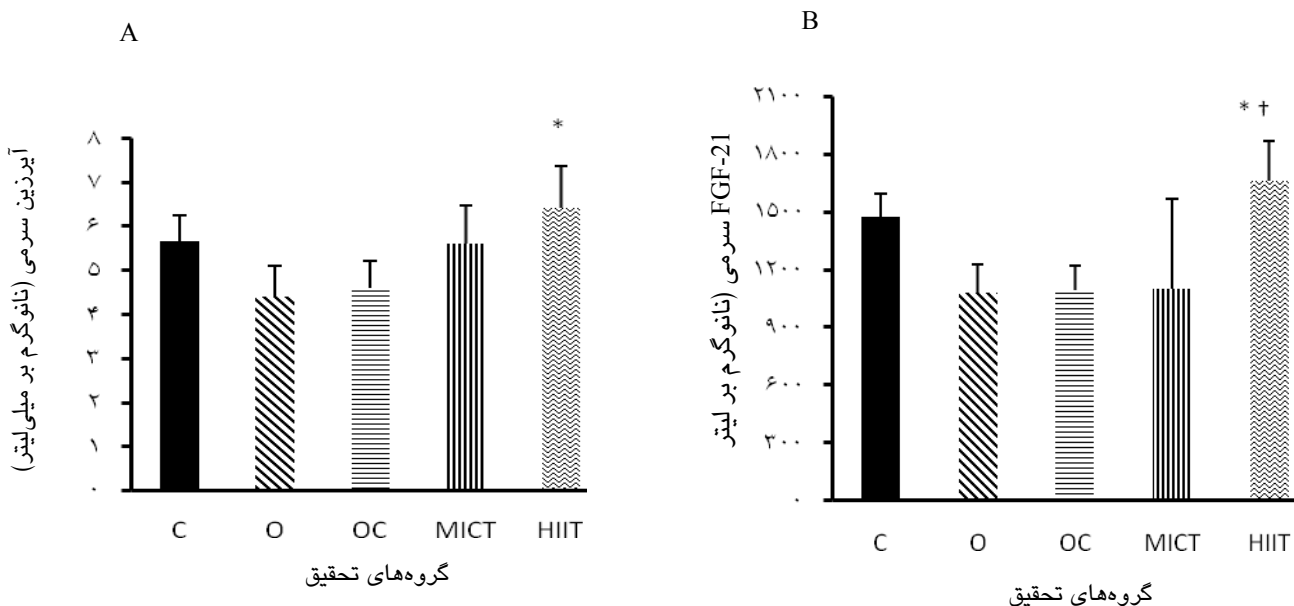 A
آیرزین سرمی (نانوگرم بر میلی‌لیتر)
۸
۷
۶
۵
۴
۳
۲
۱
۰
*
C O OC MICT HIIT
گروه‌های تحقیق
B
FGF-21 سرمی (نانوگرم بر لیتر
۲۱۰۰
۱۸۰۰
۱۵۰۰
۱۲۰۰
۹۰۰
۶۰۰
۳۰۰
۰
* †
C O OC MICT HIIT
گروه‌های تحقیق